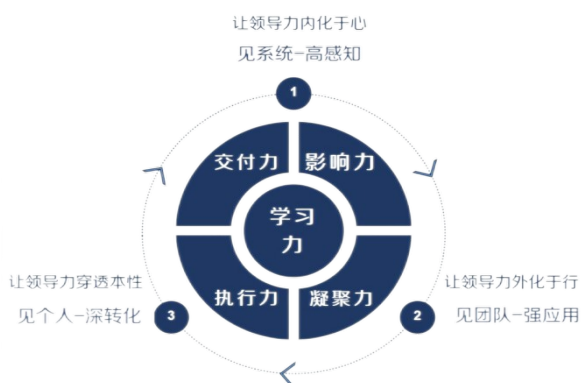 让领导力内化于心
见系统-高感知
1
交付力
影响力
学习
力
执行力
凝聚力
让领导力穿透本性
见个人-深转化
3
让领导力外化于行
见团队-强应用
2